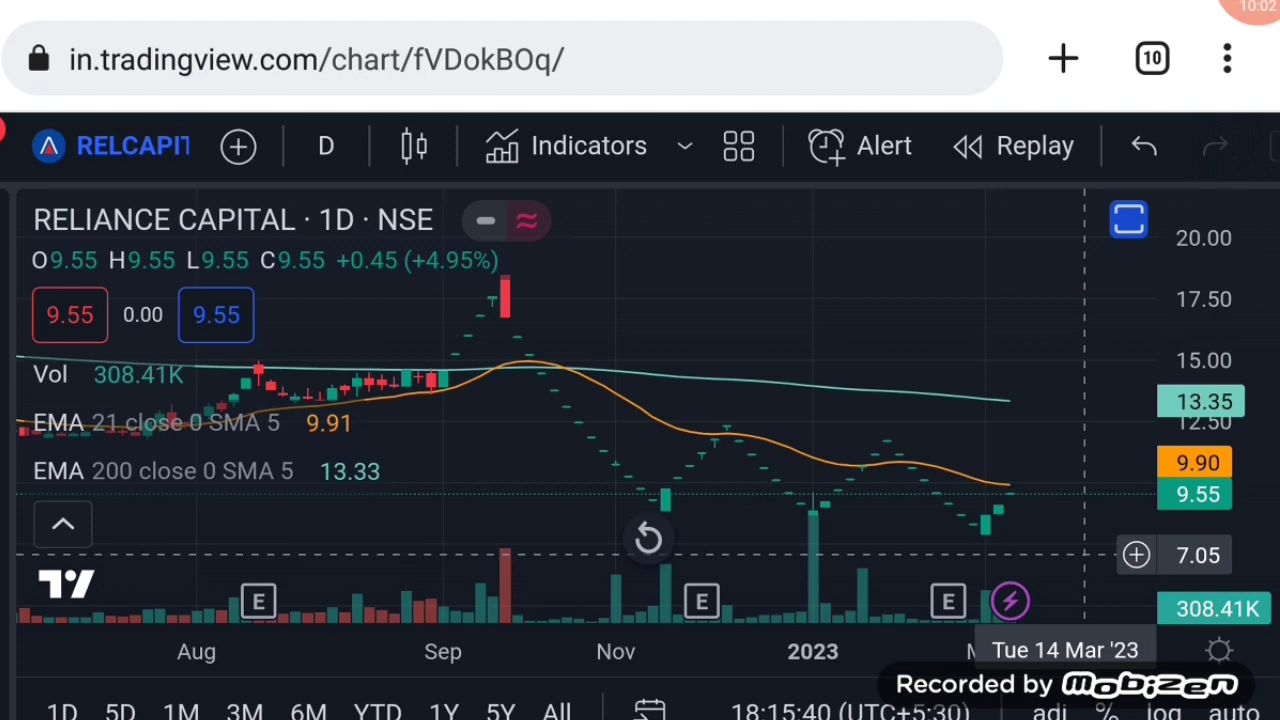 10:02
in.tradingview.com/chart/fVDokBOq/
10
RELCAPIT D Indicators Alert Replay
RELIANCE CAPITAL · 1D · NSE
O9.55 H9.55 L9.55 C9.55 +0.45 (+4.95%)
9.55 0.00 9.55
Vol 308.41K
EMA 21 close 0 SMA 5 9.91
EMA 200 close 0 SMA 5 13.33
20.00
17.50
15.00
13.35
12.50
9.90
9.55
7.05
308.41K
E E E
Aug Sep Nov 2023 Tue 14 Mar '23
Recorded by Mobizen
1D 5D 1M 3M 6M YTD 1Y 5Y All 18:15:40 (UTC+5:30) adj % log auto